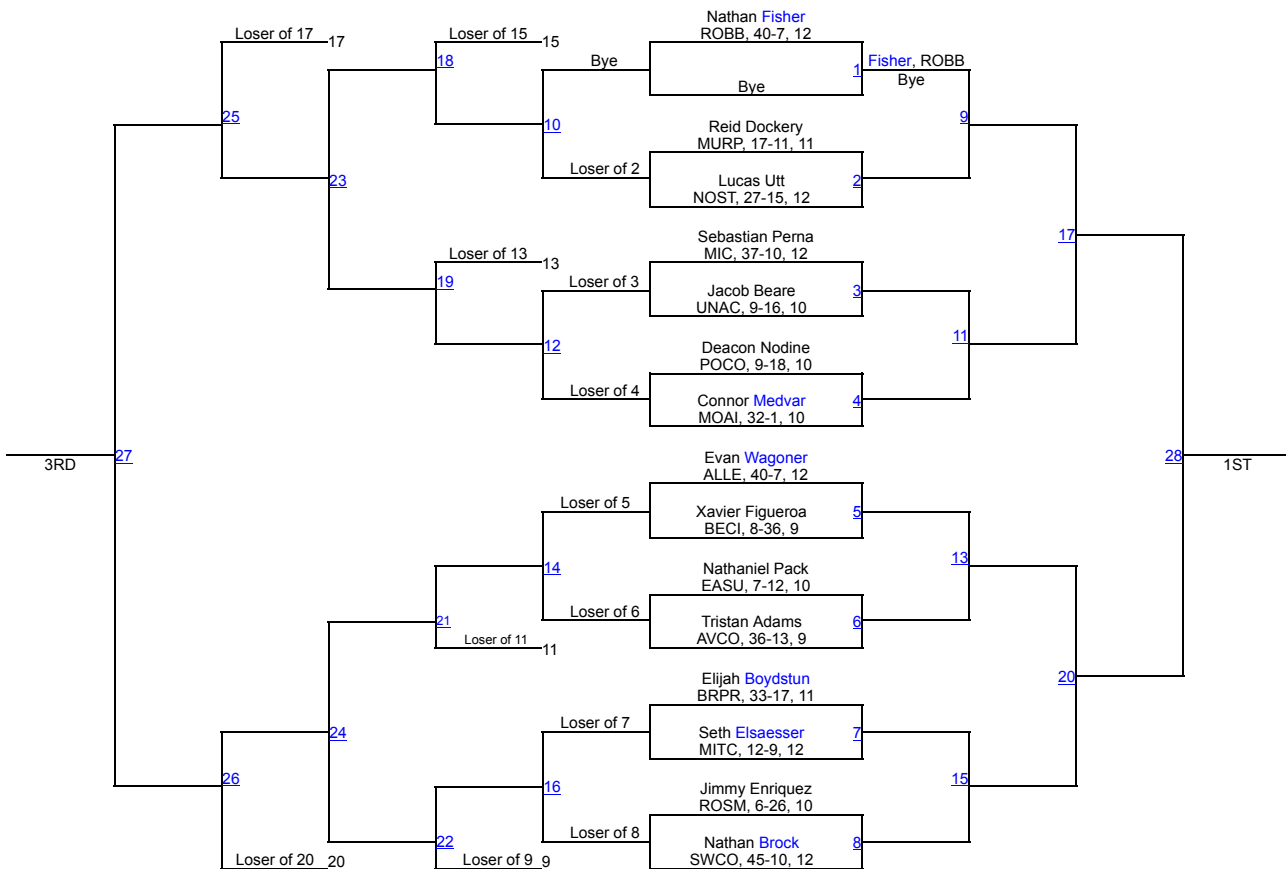 Nathan Fisher
Loser of 17 17
Loser of 15 15
ROBB, 40-7, 12
18
Bye
1
Fisher, ROBB
Bye
Bye
25
10
9
Reid Dockery
MURP, 17-11, 11
Loser of 2
23
Lucas Utt
2
NOST, 27-15, 12
Sebastian Perna
17
MIC, 37-10, 12
Loser of 13 13
19
Loser of 3
Jacob Beare
3
UNAC, 9-16, 10
11
12
Deacon Nodine
POCO, 9-18, 10
Loser of 4
Connor Medvar
4
MOAI, 32-1, 10
3RD
27
Evan Wagoner
28
1ST
ALLE, 40-7, 12
Loser of 5
Xavier Figueroa
5
BECI, 8-36, 9
13
14
Nathaniel Pack
EASU, 7-12, 10
Loser of 6
21
Tristan Adams
6
AVCO, 36-13, 9
Loser of 11 11
Elijah Boydstun
20
BRPR, 33-17, 11
Loser of 7
24
Seth Elsaesser
7
MITC, 12-9, 12
26
16
15
Jimmy Enriquez
ROSM, 6-26, 10
Loser of 8
22
Nathan Brock
8
Loser of 20 20
Loser of 9 9
SWCO, 45-10, 12